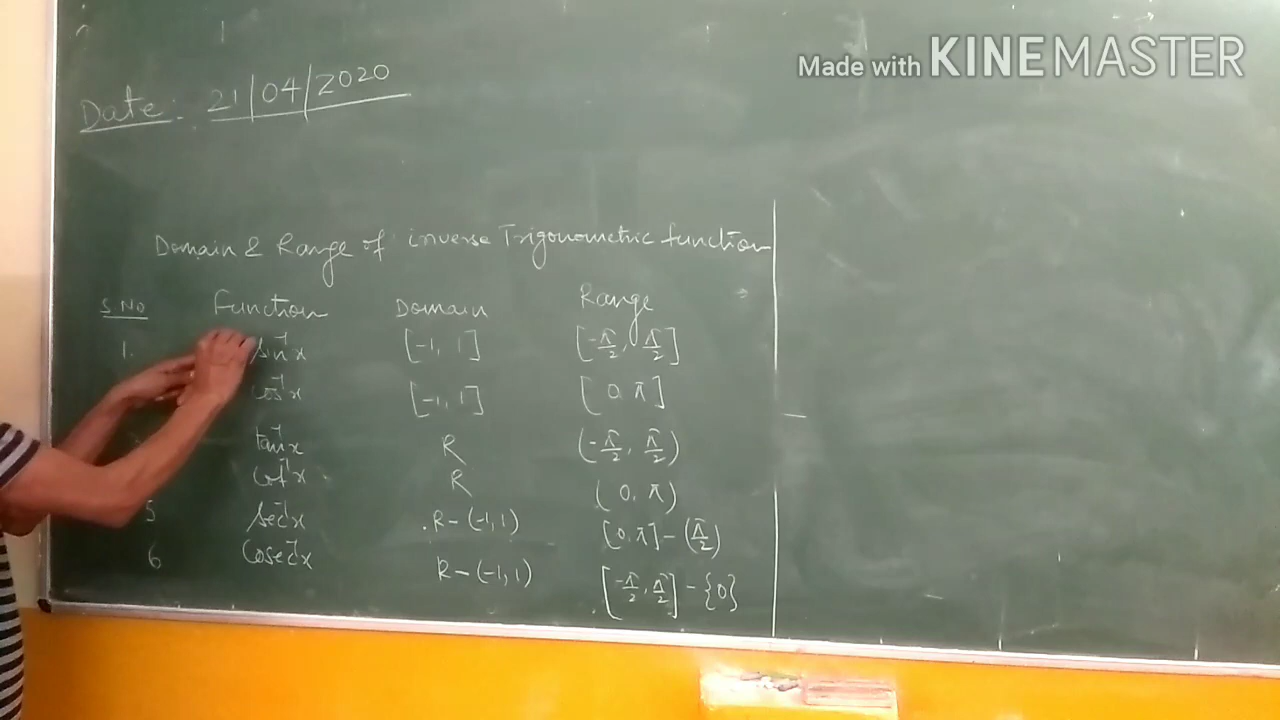 Made with KINEMASTER
Date: 21/04/2020
Domain & Range of inverse Trigonometric function
S.No Function Domain Range
1. sin⁻¹x [-1, 1] [-π/2, π/2]
cos⁻¹x [-1, 1] [0, π]
tan⁻¹x R (-π/2, π/2)
cot⁻¹x R (0, π)
5 sec⁻¹x R-(-1, 1) [0, π]-(π/2)
6 Cosec⁻¹x R-(-1, 1) [-π/2, π/2]-{0}